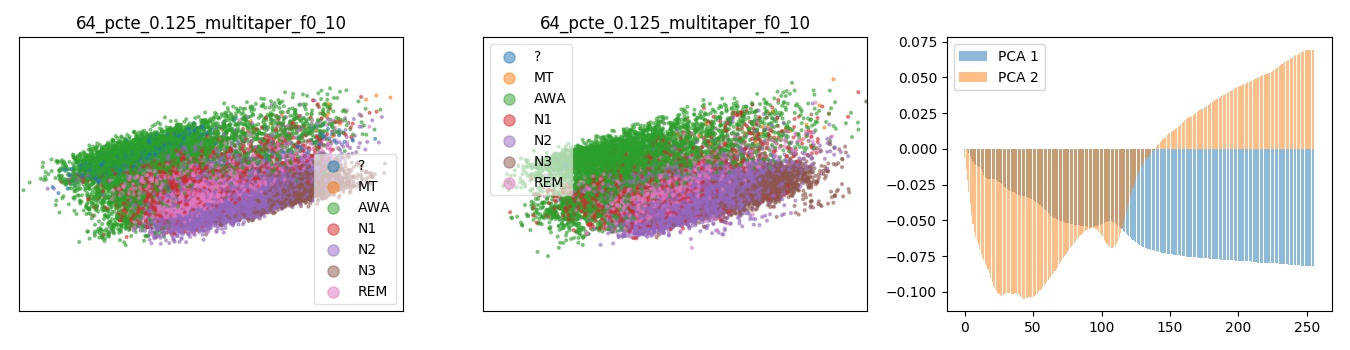 64_pcte_0.125_multitaper_f0_10
?
MT
AWA
N1
N2
N3
REM
64_pcte_0.125_multitaper_f0_10
?
MT
AWA
N1
N2
N3
REM
PCA 1
PCA 2
0.075
0.050
0.025
0.000
−0.025
−0.050
−0.075
−0.100
0 50 100 150 200 250